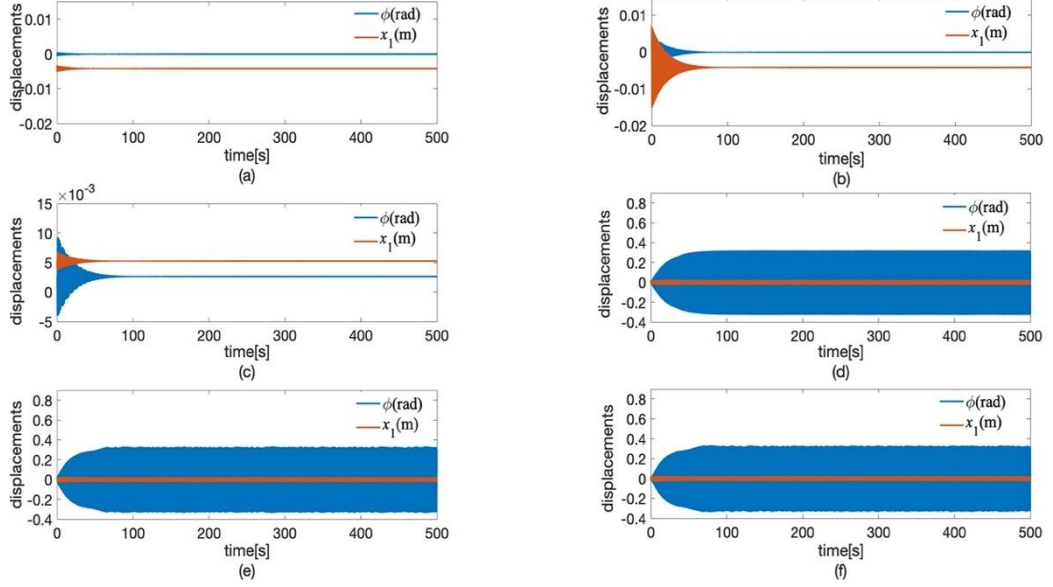 0.01
0
-0.01
-0.02
displacements
ϕ(rad)
x₁(m)
0 100 200 300 400 500
time[s]
(a)
0.01
0
-0.01
-0.02
displacements
ϕ(rad)
x₁(m)
0 100 200 300 400 500
time[s]
(b)
×10⁻³
15
10
5
0
-5
displacements
ϕ(rad)
x₁(m)
0 100 200 300 400 500
time[s]
(c)
0.8
0.6
0.4
0.2
0
-0.2
-0.4
displacements
ϕ(rad)
x₁(m)
0 100 200 300 400 500
time[s]
(d)
0.8
0.6
0.4
0.2
0
-0.2
-0.4
displacements
ϕ(rad)
x₁(m)
0 100 200 300 400 500
time[s]
(e)
0.8
0.6
0.4
0.2
0
-0.2
-0.4
displacements
ϕ(rad)
x₁(m)
0 100 200 300 400 500
time[s]
(f)